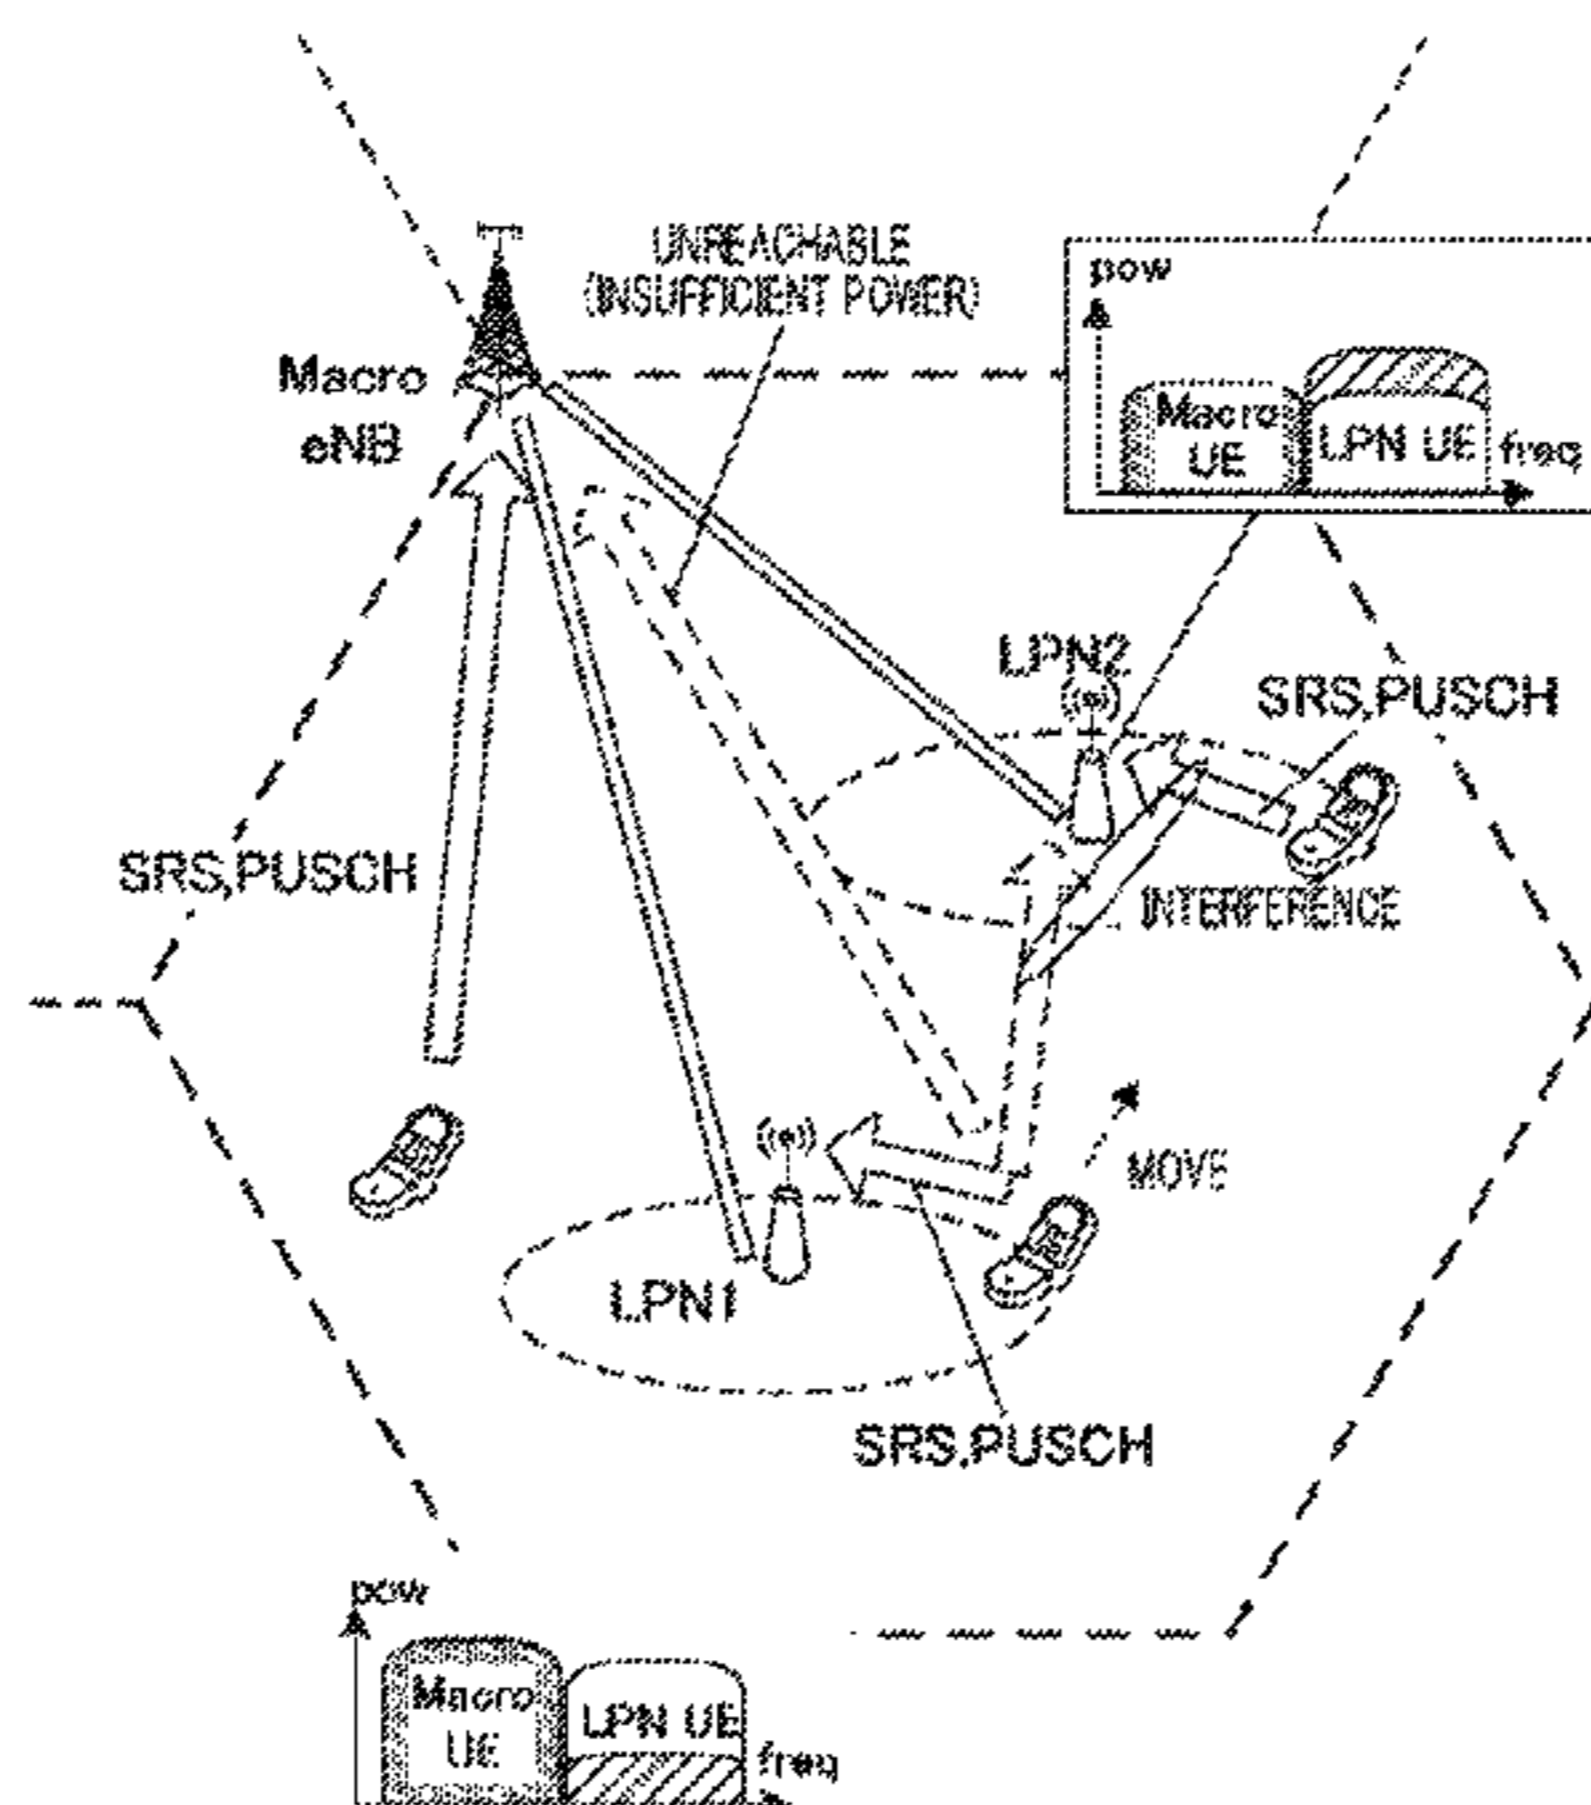 UNREACHABLE
(INSUFFICIENT POWER)
pow
Macro
UE
LPN UE
freq
Macro
eNB
LPN2
SRS,PUSCH
SRS,PUSCH
INTERFERENCE
MOVE
LPN1
SRS,PUSCH
pow
Macro
UE
LPN UE
freq